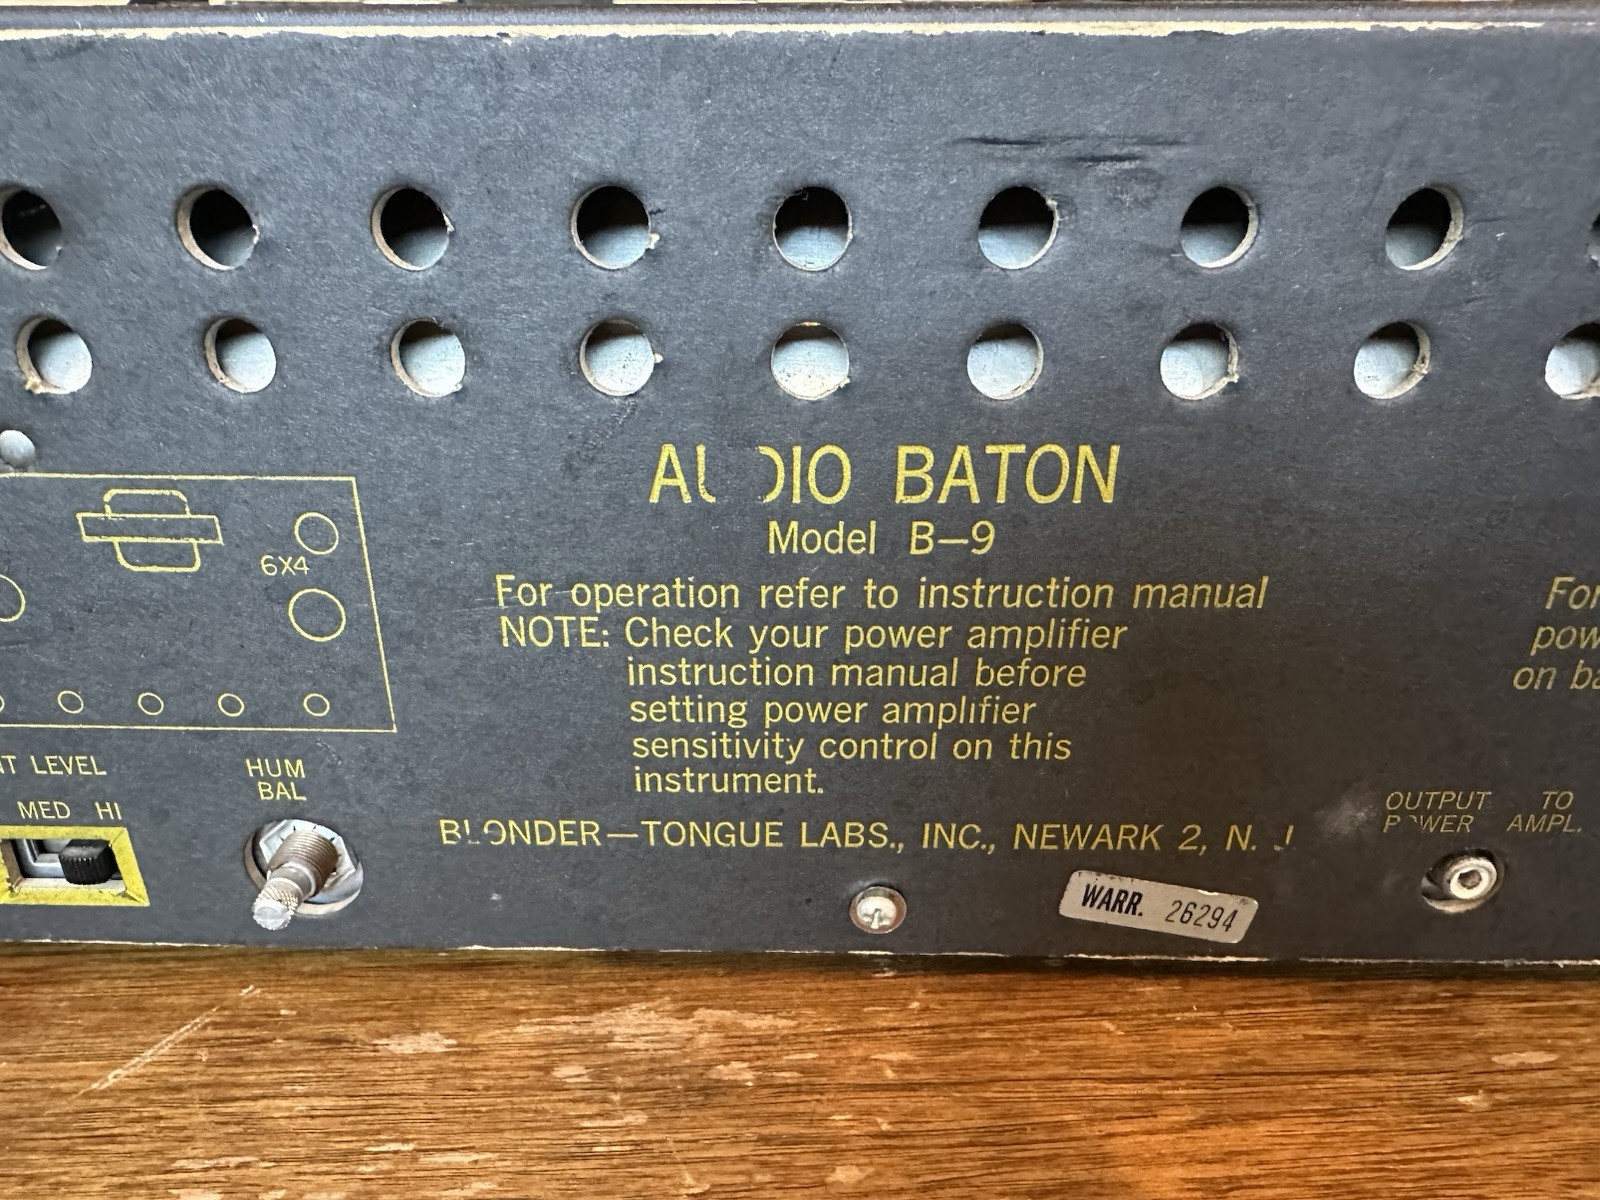 AUDIO BATON
Model B-9
For operation refer to instruction manual
NOTE: Check your power amplifier
instruction manual before
setting power amplifier
sensitivity control on this
instrument.
BLONDER-TONGUE LABS., INC., NEWARK 2, N. J.
6X4
LEVEL
MED HI
HUM
BAL
WARR. 26294
For
OUTPUT TO
POWER AMPL.